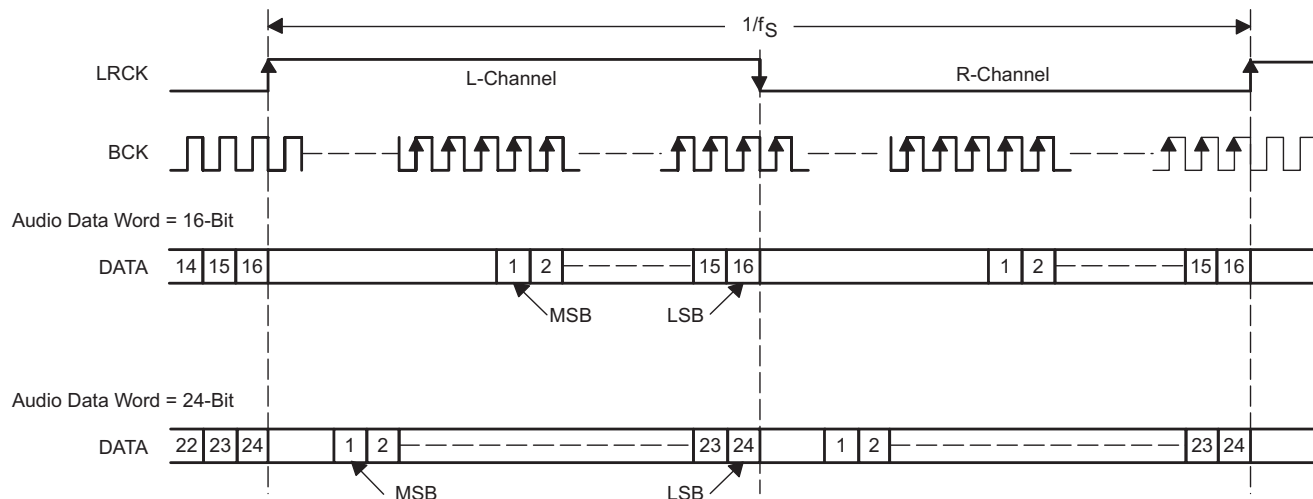 1/fS
LRCK L-Channel R-Channel
BCK
Audio Data Word = 16-Bit
DATA 14 15 16 1 2 15 16 1 2 15 16
MSB LSB
Audio Data Word = 24-Bit
DATA 22 23 24 1 2 23 24 1 2 23 24
MSB LSB